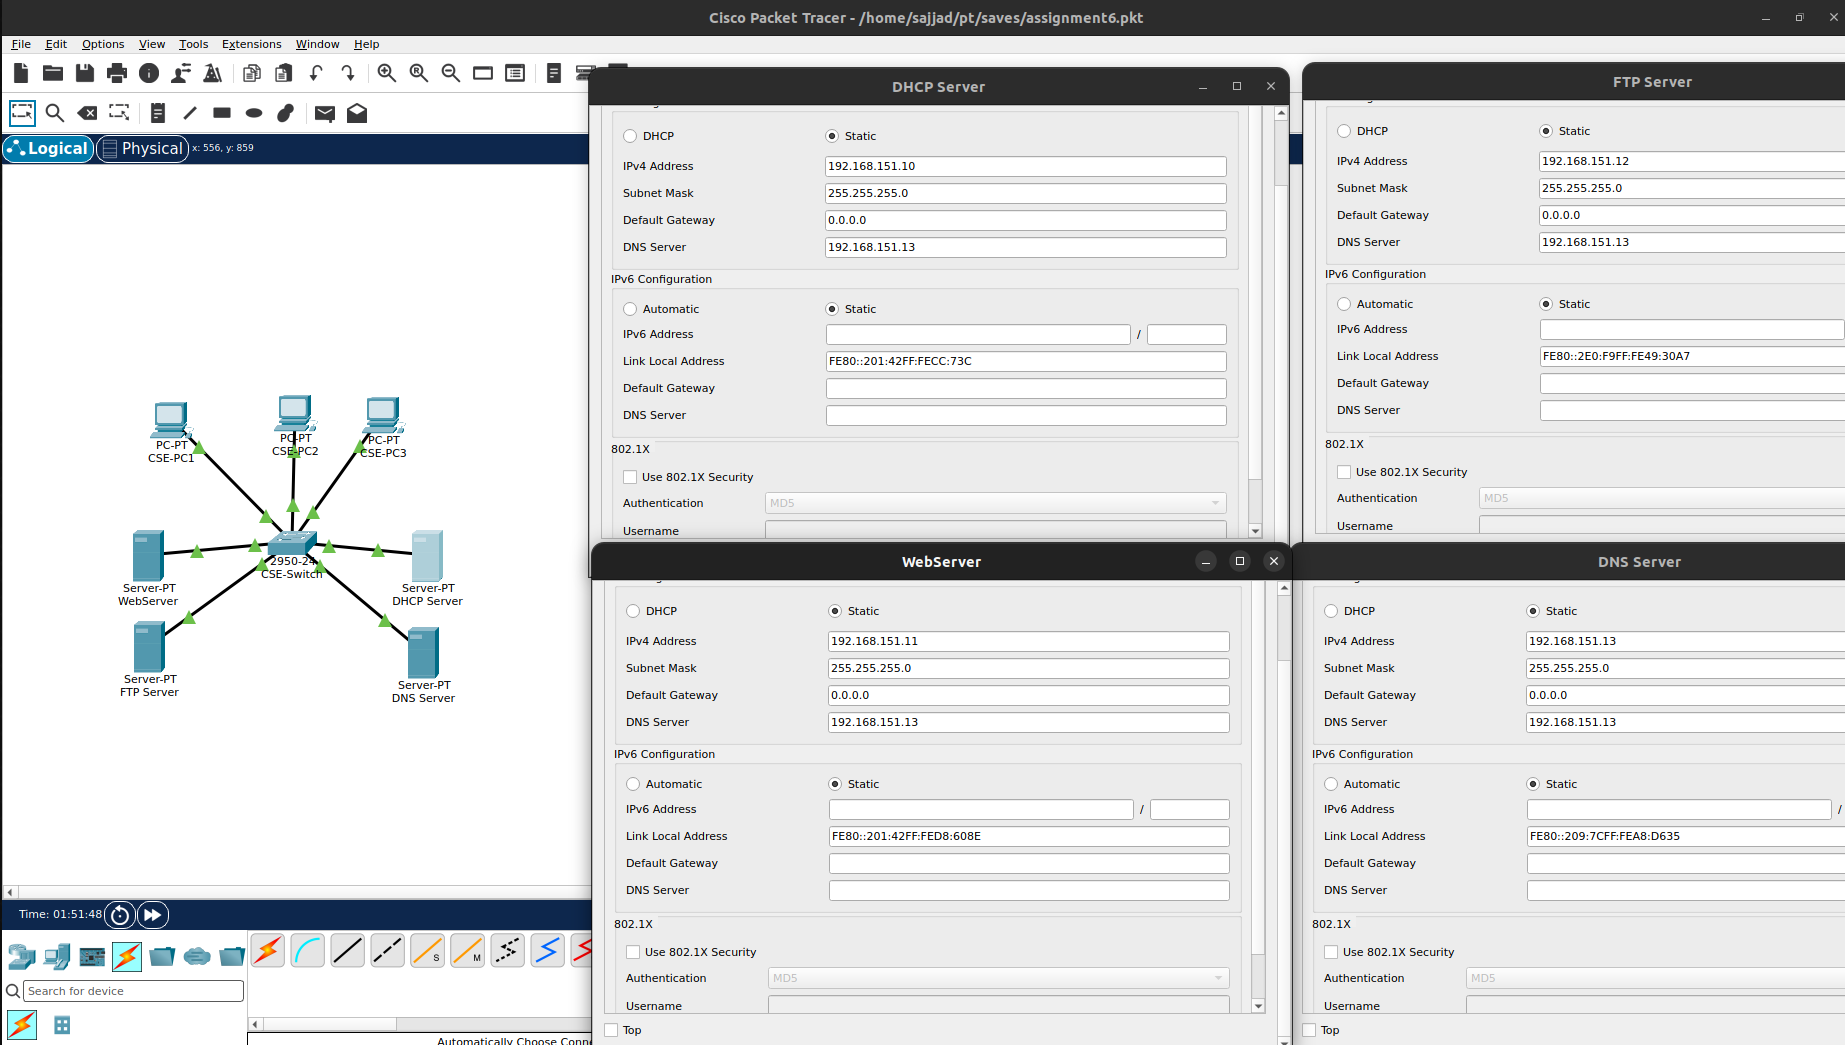 Cisco Packet Tracer - /home/sajjad/pt/saves/assignment6.pkt
File Edit Options View Tools Extensions Window Help
Logical Physical x: 556, y: 859
PC-PT
CSE-PC1
PC-PT
CSE-PC2
PC-PT
CSE-PC3
2950-24
CSE-Switch
Server-PT
WebServer
Server-PT
DHCP Server
Server-PT
FTP Server
Server-PT
DNS Server
Time: 01:51:48
S
M
Search for device
Automatically Choose Conne
DHCP Server
DHCP Static
IPv4 Address 192.168.151.10
Subnet Mask 255.255.255.0
Default Gateway 0.0.0.0
DNS Server 192.168.151.13
IPv6 Configuration
Automatic Static
IPv6 Address /
Link Local Address FE80::201:42FF:FECC:73C
Default Gateway
DNS Server
802.1X
Use 802.1X Security
Authentication MD5
Username
FTP Server
DHCP Static
IPv4 Address 192.168.151.12
Subnet Mask 255.255.255.0
Default Gateway 0.0.0.0
DNS Server 192.168.151.13
IPv6 Configuration
Automatic Static
IPv6 Address
Link Local Address FE80::2E0:F9FF:FE49:30A7
Default Gateway
DNS Server
802.1X
Use 802.1X Security
Authentication MD5
Username
WebServer
DHCP Static
IPv4 Address 192.168.151.11
Subnet Mask 255.255.255.0
Default Gateway 0.0.0.0
DNS Server 192.168.151.13
IPv6 Configuration
Automatic Static
IPv6 Address /
Link Local Address FE80::201:42FF:FED8:608E
Default Gateway
DNS Server
802.1X
Use 802.1X Security
Authentication MD5
Username
Top
DNS Server
DHCP Static
IPv4 Address 192.168.151.13
Subnet Mask 255.255.255.0
Default Gateway 0.0.0.0
DNS Server 192.168.151.13
IPv6 Configuration
Automatic Static
IPv6 Address /
Link Local Address FE80::209:7CFF:FEA8:D635
Default Gateway
DNS Server
802.1X
Use 802.1X Security
Authentication MD5
Username
Top